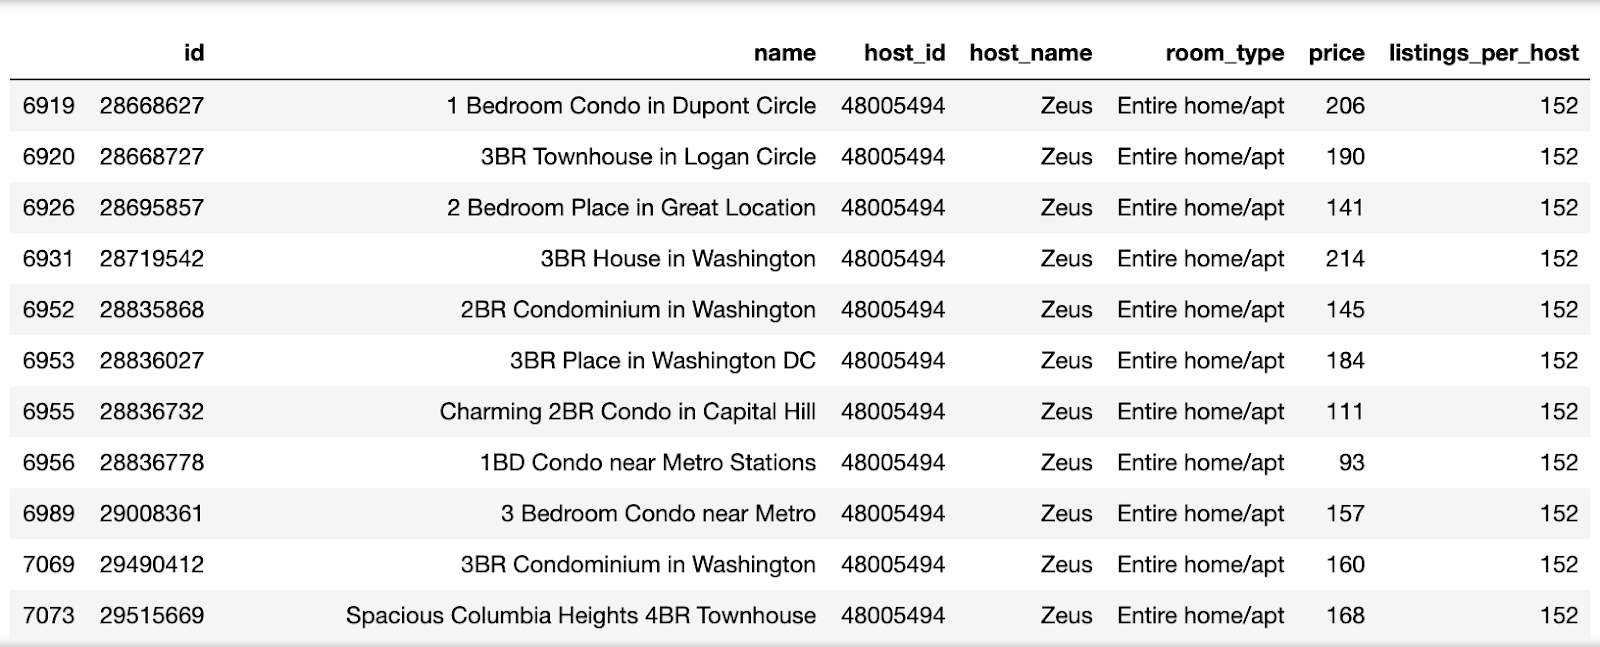 id name host_id host_name room_type price listings_per_host
6919 28668627 1 Bedroom Condo in Dupont Circle 48005494 Zeus Entire home/apt 206 152
6920 28668727 3BR Townhouse in Logan Circle 48005494 Zeus Entire home/apt 190 152
6926 28695857 2 Bedroom Place in Great Location 48005494 Zeus Entire home/apt 141 152
6931 28719542 3BR House in Washington 48005494 Zeus Entire home/apt 214 152
6952 28835868 2BR Condominium in Washington 48005494 Zeus Entire home/apt 145 152
6953 28836027 3BR Place in Washington DC 48005494 Zeus Entire home/apt 184 152
6955 28836732 Charming 2BR Condo in Capital Hill 48005494 Zeus Entire home/apt 111 152
6956 28836778 1BD Condo near Metro Stations 48005494 Zeus Entire home/apt 93 152
6989 29008361 3 Bedroom Condo near Metro 48005494 Zeus Entire home/apt 157 152
7069 29490412 3BR Condominium in Washington 48005494 Zeus Entire home/apt 160 152
7073 29515669 Spacious Columbia Heights 4BR Townhouse 48005494 Zeus Entire home/apt 168 152